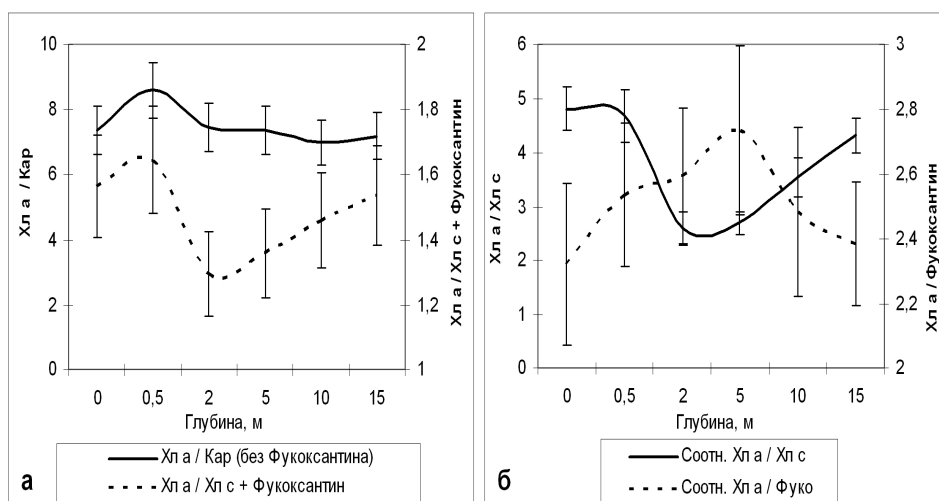 10
8
6
4
2
0
Хл а / Кар
2
1,8
1,6
1,4
1,2
1
Хл а / Хл с + Фукоксантин
0 0,5 2 5 10 15
Глубина, м
Хл а / Кар (без Фукоксантина)
Хл а / Хл с + Фукоксантин
а
6
5
4
3
2
1
0
Хл а / Хл с
3
2,8
2,6
2,4
2,2
2
Хл а / Фукоксантин
0 0,5 2 5 10 15
Глубина, м
Соотн. Хл а / Хл с
Соотн. Хл а / Фуко
б